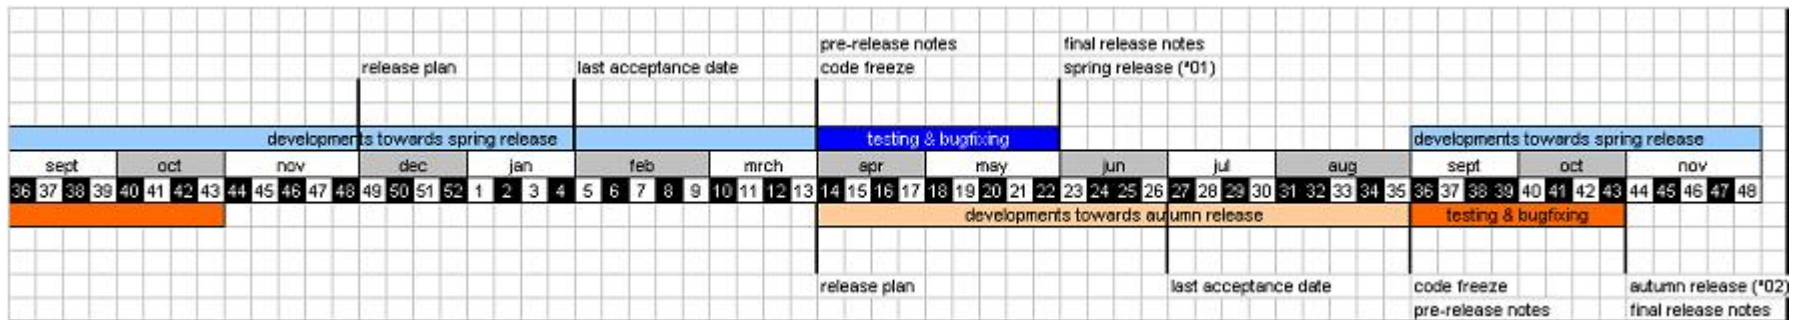 pre-release notes final release notes
release plan last acceptance date code freeze spring release (*01)
developments towards spring release testing & bugfixing developments towards spring release
sept oct nov dec jan feb mrch apr may jun jul aug sept oct nov
36 37 38 39 40 41 42 43 44 45 46 47 48 49 50 51 52 1 2 3 4 5 6 7 8 9 10 11 12 13 14 15 16 17 18 19 20 21 22 23 24 25 26 27 28 29 30 31 32 33 34 35 36 37 38 39 40 41 42 43 44 45 46 47 48
developments towards autumn release testing & bugfixing
release plan last acceptance date code freeze autumn release (*02)
pre-release notes final release notes